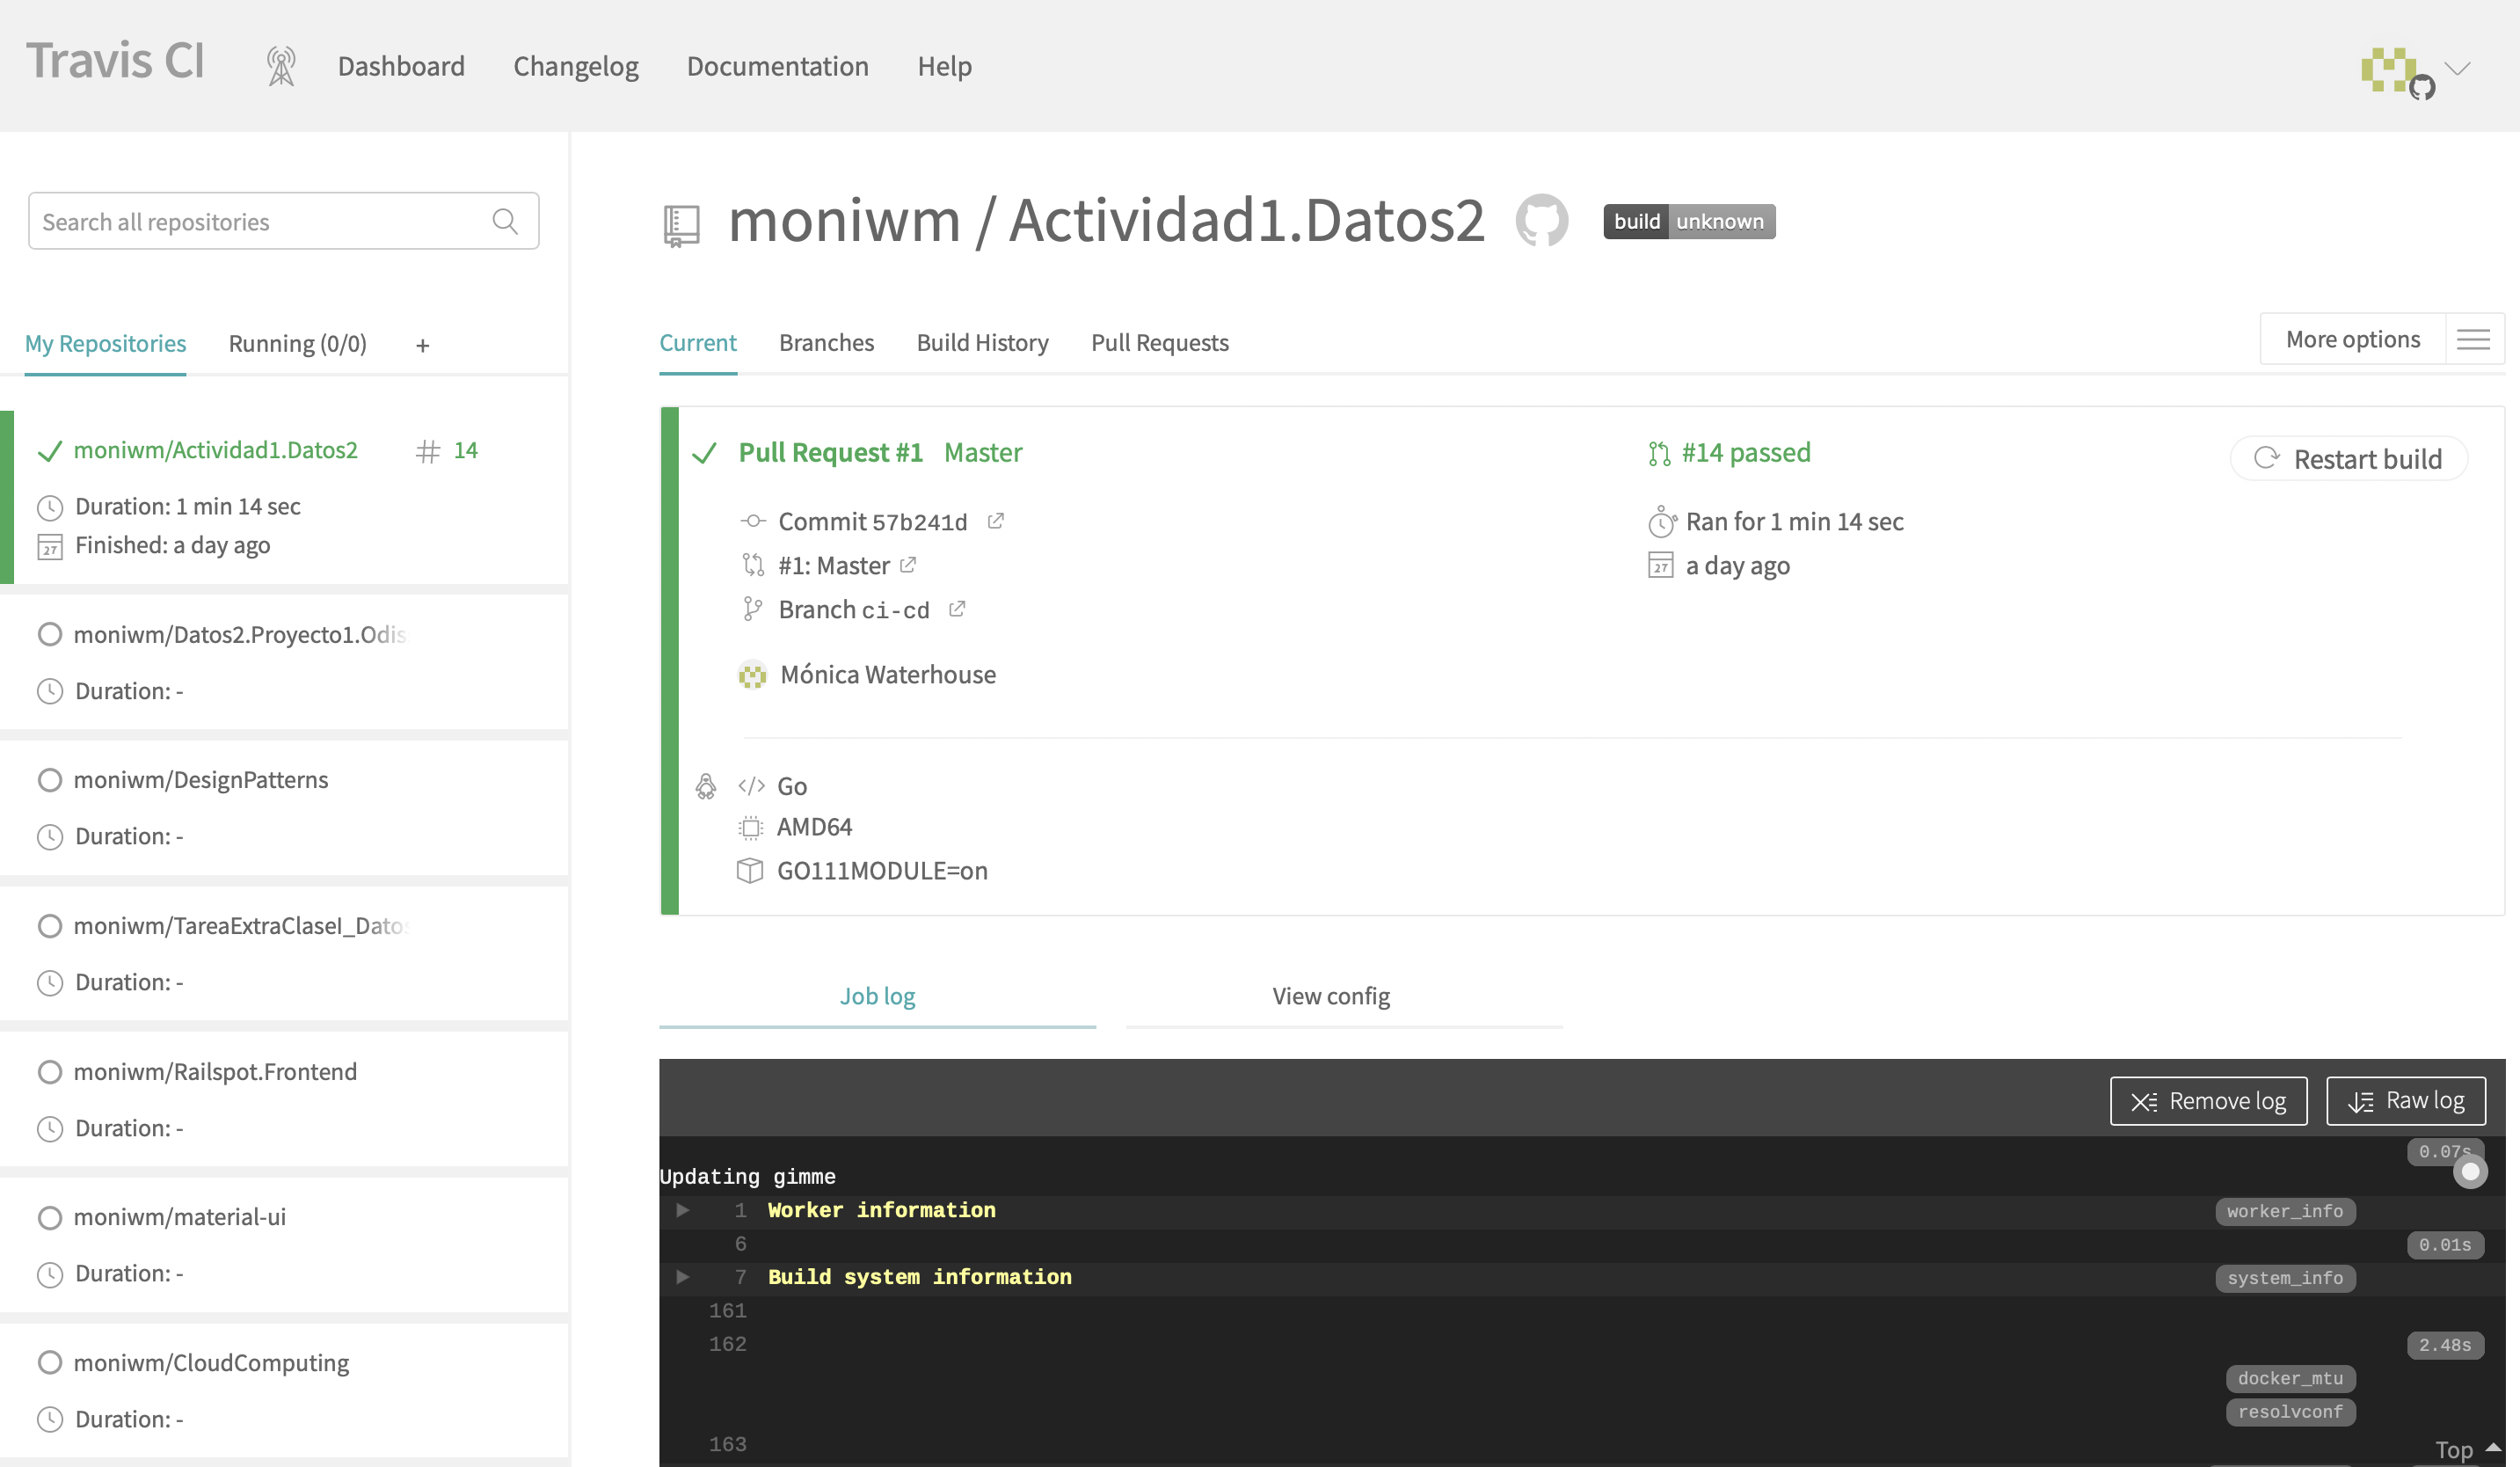 Travis CI
Dashboard
Changelog
Documentation
Help
Search all repositories
My Repositories
Running (0/0)
+
moniwm/Actividad1.Datos2
# 14
Duration: 1 min 14 sec
27 Finished: a day ago
moniwm/Datos2.Proyecto1.Odis
Duration: -
moniwm/DesignPatterns
Duration: -
moniwm/TareaExtraClaseI_Datos
Duration: -
moniwm/Railspot.Frontend
Duration: -
moniwm/material-ui
Duration: -
moniwm/CloudComputing
Duration: -
moniwm / Actividad1.Datos2
build unknown
Current
Branches
Build History
Pull Requests
More options
Pull Request #1 Master
Commit 57b241d
#1: Master
Branch ci-cd
Mónica Waterhouse
#14 passed
Ran for 1 min 14 sec
27 a day ago
Restart build
</> Go
AMD64
GO111MODULE=on
Job log
View config
Remove log
Raw log
0.07s
Updating gimme
1 Worker information worker_info
6 0.01s
7 Build system information system_info
161
162 2.48s
docker_mtu
resolvconf
163
Top